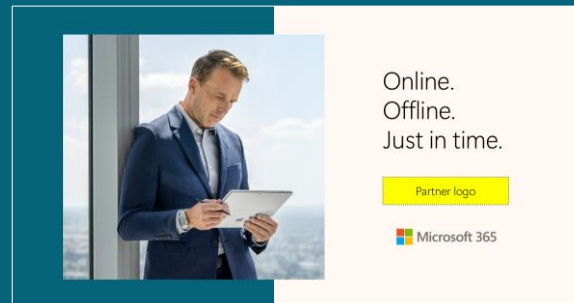 Online.
Offline.
Just in time.
Partner logo
Microsoft 365